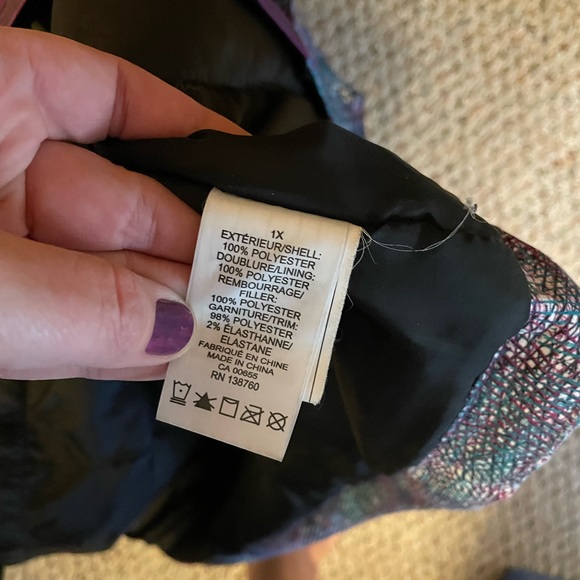 1X
EXTÉRIEUR/SHELL:
100% POLYESTER
DOUBLURE/LINING:
100% POLYESTER
REMBOURRAGE/
FILLER:
100% POLYESTER
GARNITURE/TRIM:
98% POLYESTER
2% ÉLASTHANNE/
ELASTANE
FABRIQUÉ EN CHINE
MADE IN CHINA
CA 00655
RN 138760